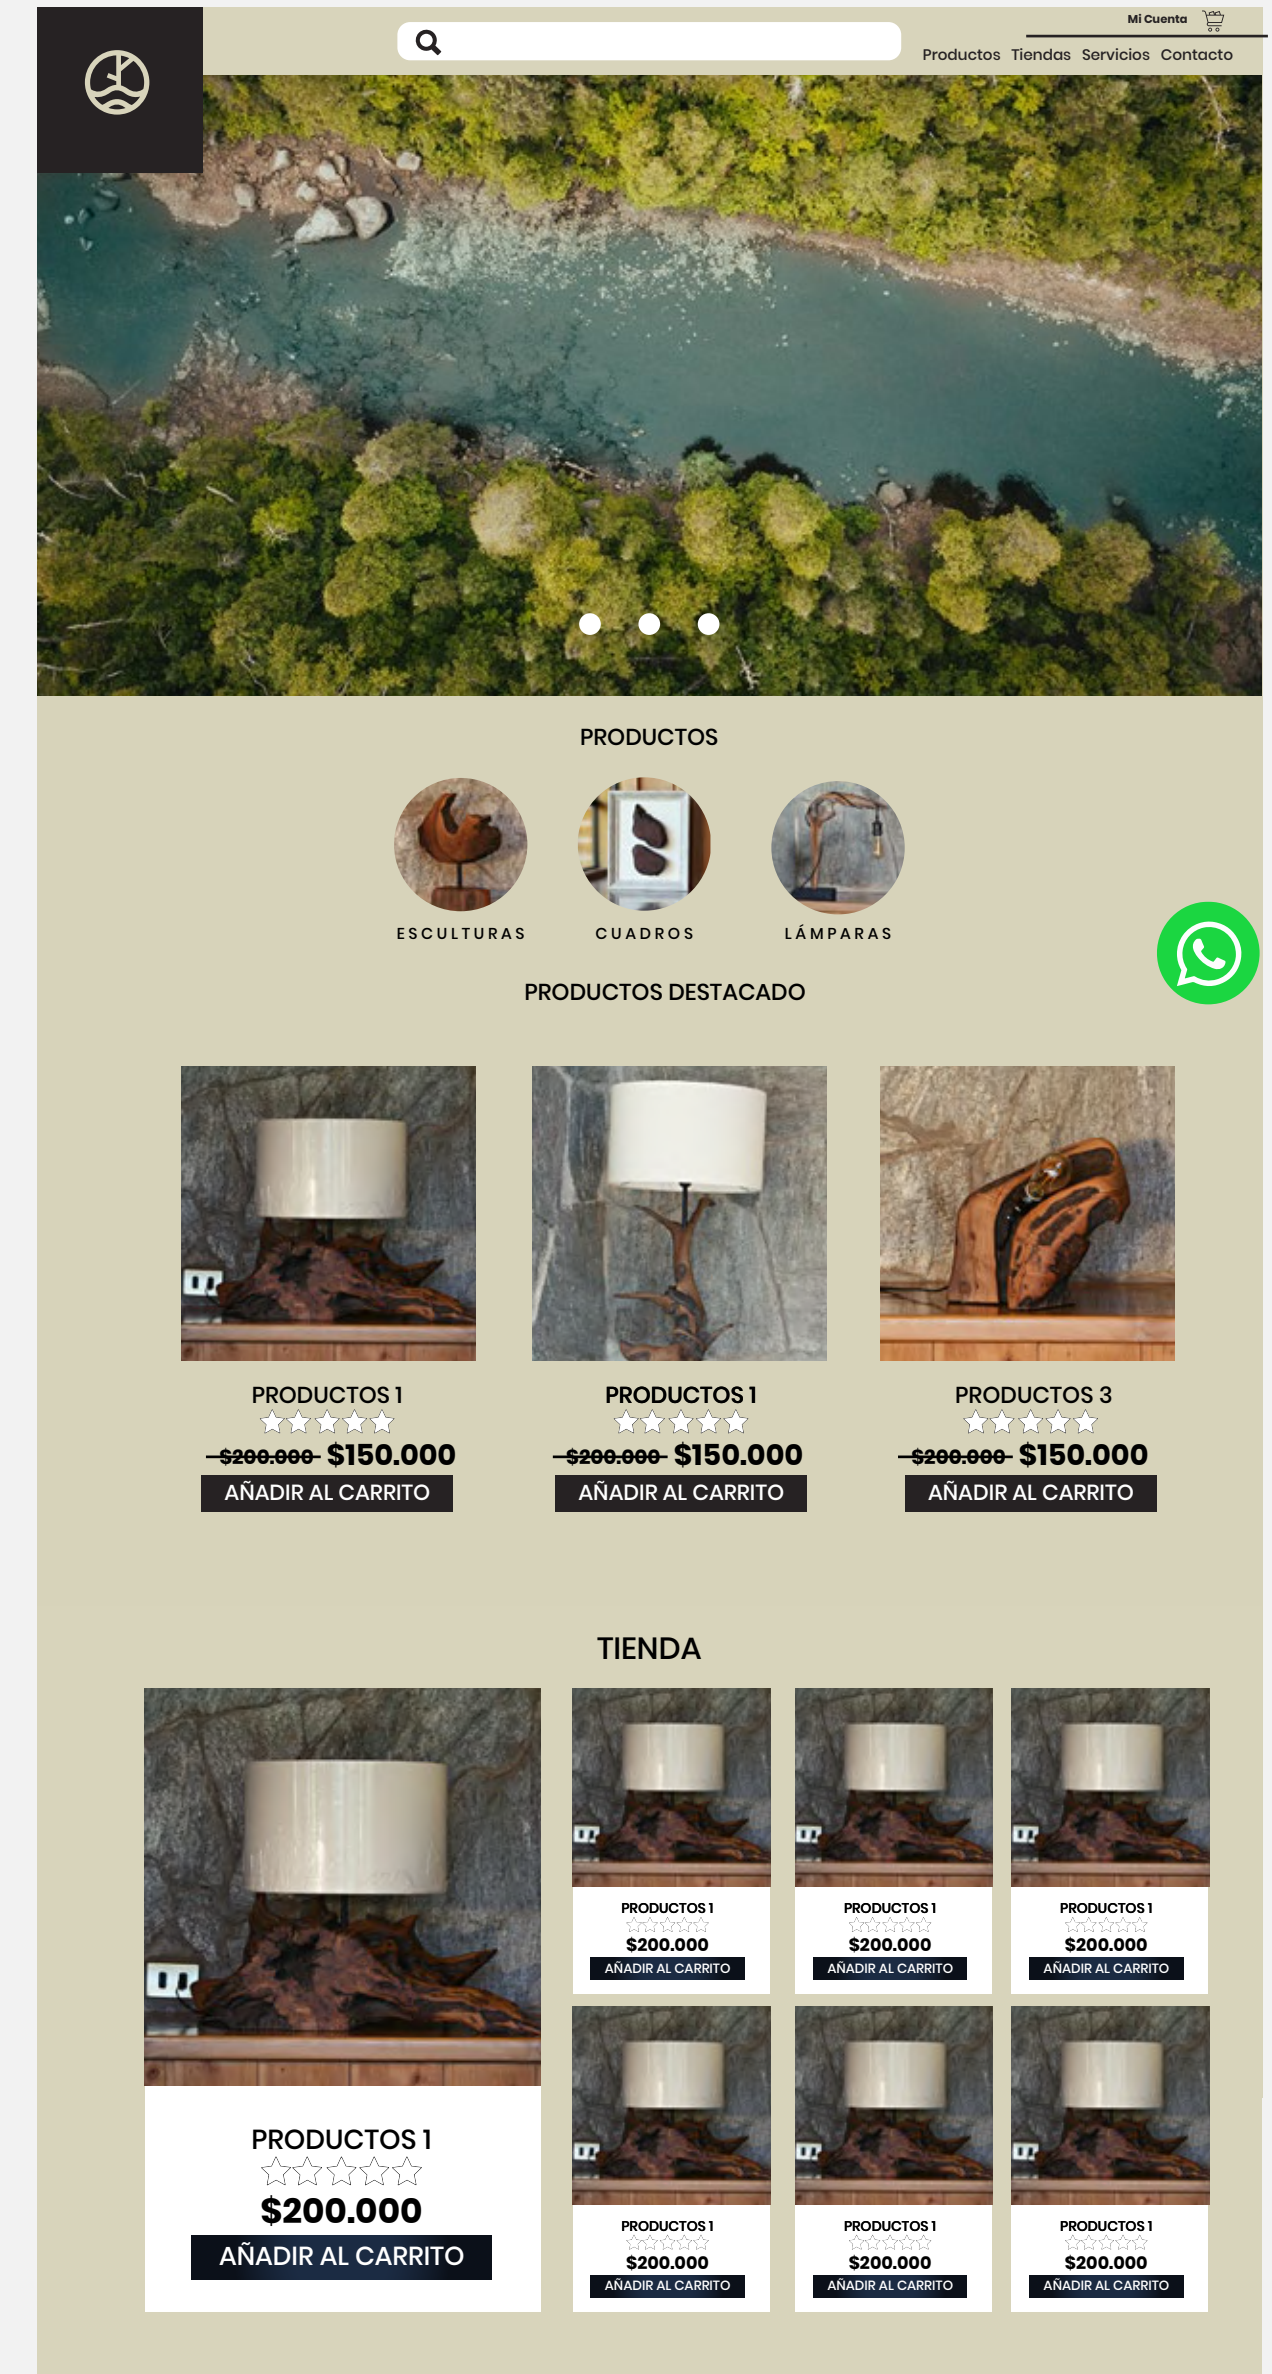 Mi Cuenta
Productos Tiendas Servicios Contacto
PRODUCTOS
ESCULTURAS CUADROS LÁMPARAS
PRODUCTOS DESTACADO
PRODUCTOS 1 PRODUCTOS 1 PRODUCTOS 3
$200.000 $150.000 $200.000 $150.000 $200.000 $150.000
AÑADIR AL CARRITO AÑADIR AL CARRITO AÑADIR AL CARRITO
TIENDA
PRODUCTOS 1 PRODUCTOS 1 PRODUCTOS 1
$200.000 $200.000 $200.000
AÑADIR AL CARRITO AÑADIR AL CARRITO AÑADIR AL CARRITO
PRODUCTOS 1
$200.000
AÑADIR AL CARRITO
PRODUCTOS 1 PRODUCTOS 1 PRODUCTOS 1
$200.000 $200.000 $200.000
AÑADIR AL CARRITO AÑADIR AL CARRITO AÑADIR AL CARRITO